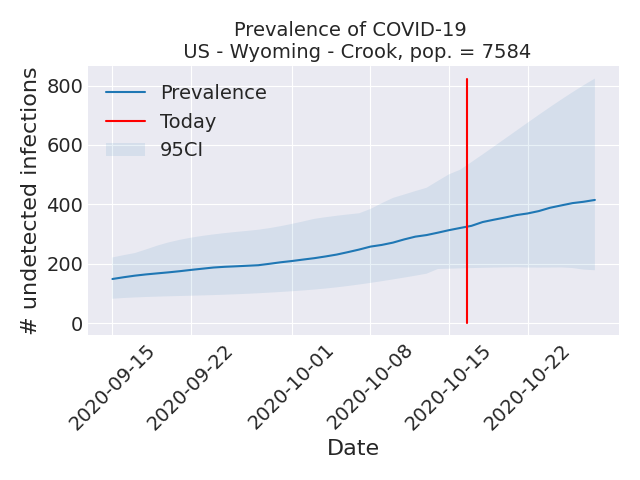 Prevalence of COVID-19
US - Wyoming - Crook, pop. = 7584
# undetected infections
800
600
400
200
0
Prevalence
Today
95CI
2020-09-15
2020-09-22
2020-10-01
2020-10-08
2020-10-15
2020-10-22
Date